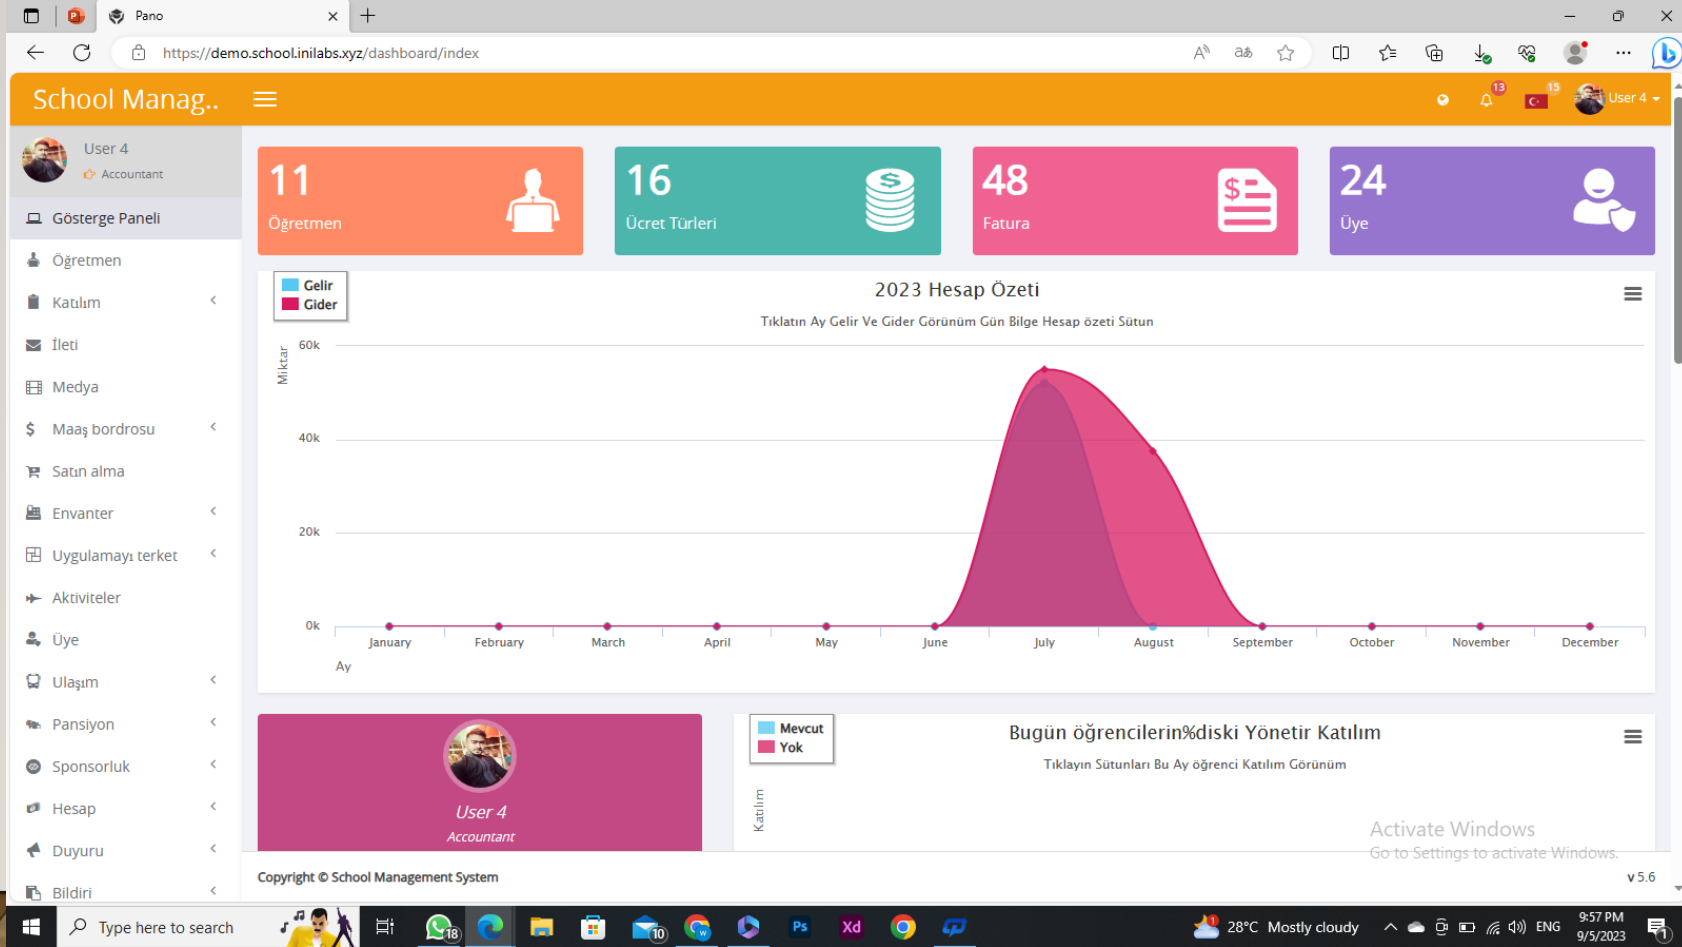 Pano
https://demo.school.inilabs.xyz/dashboard/index
School Manag..
13
15
User 4
User 4
Accountant
Gösterge Paneli
Öğretmen
Katılım
İleti
Medya
Maaş bordrosu
Satın alma
Envanter
Uygulamayı terket
Aktiviteler
Üye
Ulaşım
Pansiyon
Sponsorluk
Hesap
Duyuru
Bildiri
11
Öğretmen
16
Ücret Türleri
48
Fatura
24
Üye
Gelir
Gider
2023 Hesap Özeti
Tıklatın Ay Gelir Ve Gider Görünüm Gün Bilge Hesap özeti Sütun
Miktar
60k
40k
20k
0k
January February March April May June July August September October November December
Ay
User 4
Accountant
Mevcut
Yok
Bugün öğrencilerin%diski Yönetir Katılım
Tıklayın Sütunları Bu Ay öğrenci Katılım Görünüm
Katılım
Activate Windows
Go to Settings to activate Windows.
Copyright © School Management System
v 5.6
Type here to search
18
10
Ps
Xd
1
28°C Mostly cloudy
ENG
9:57 PM
9/5/2023
1